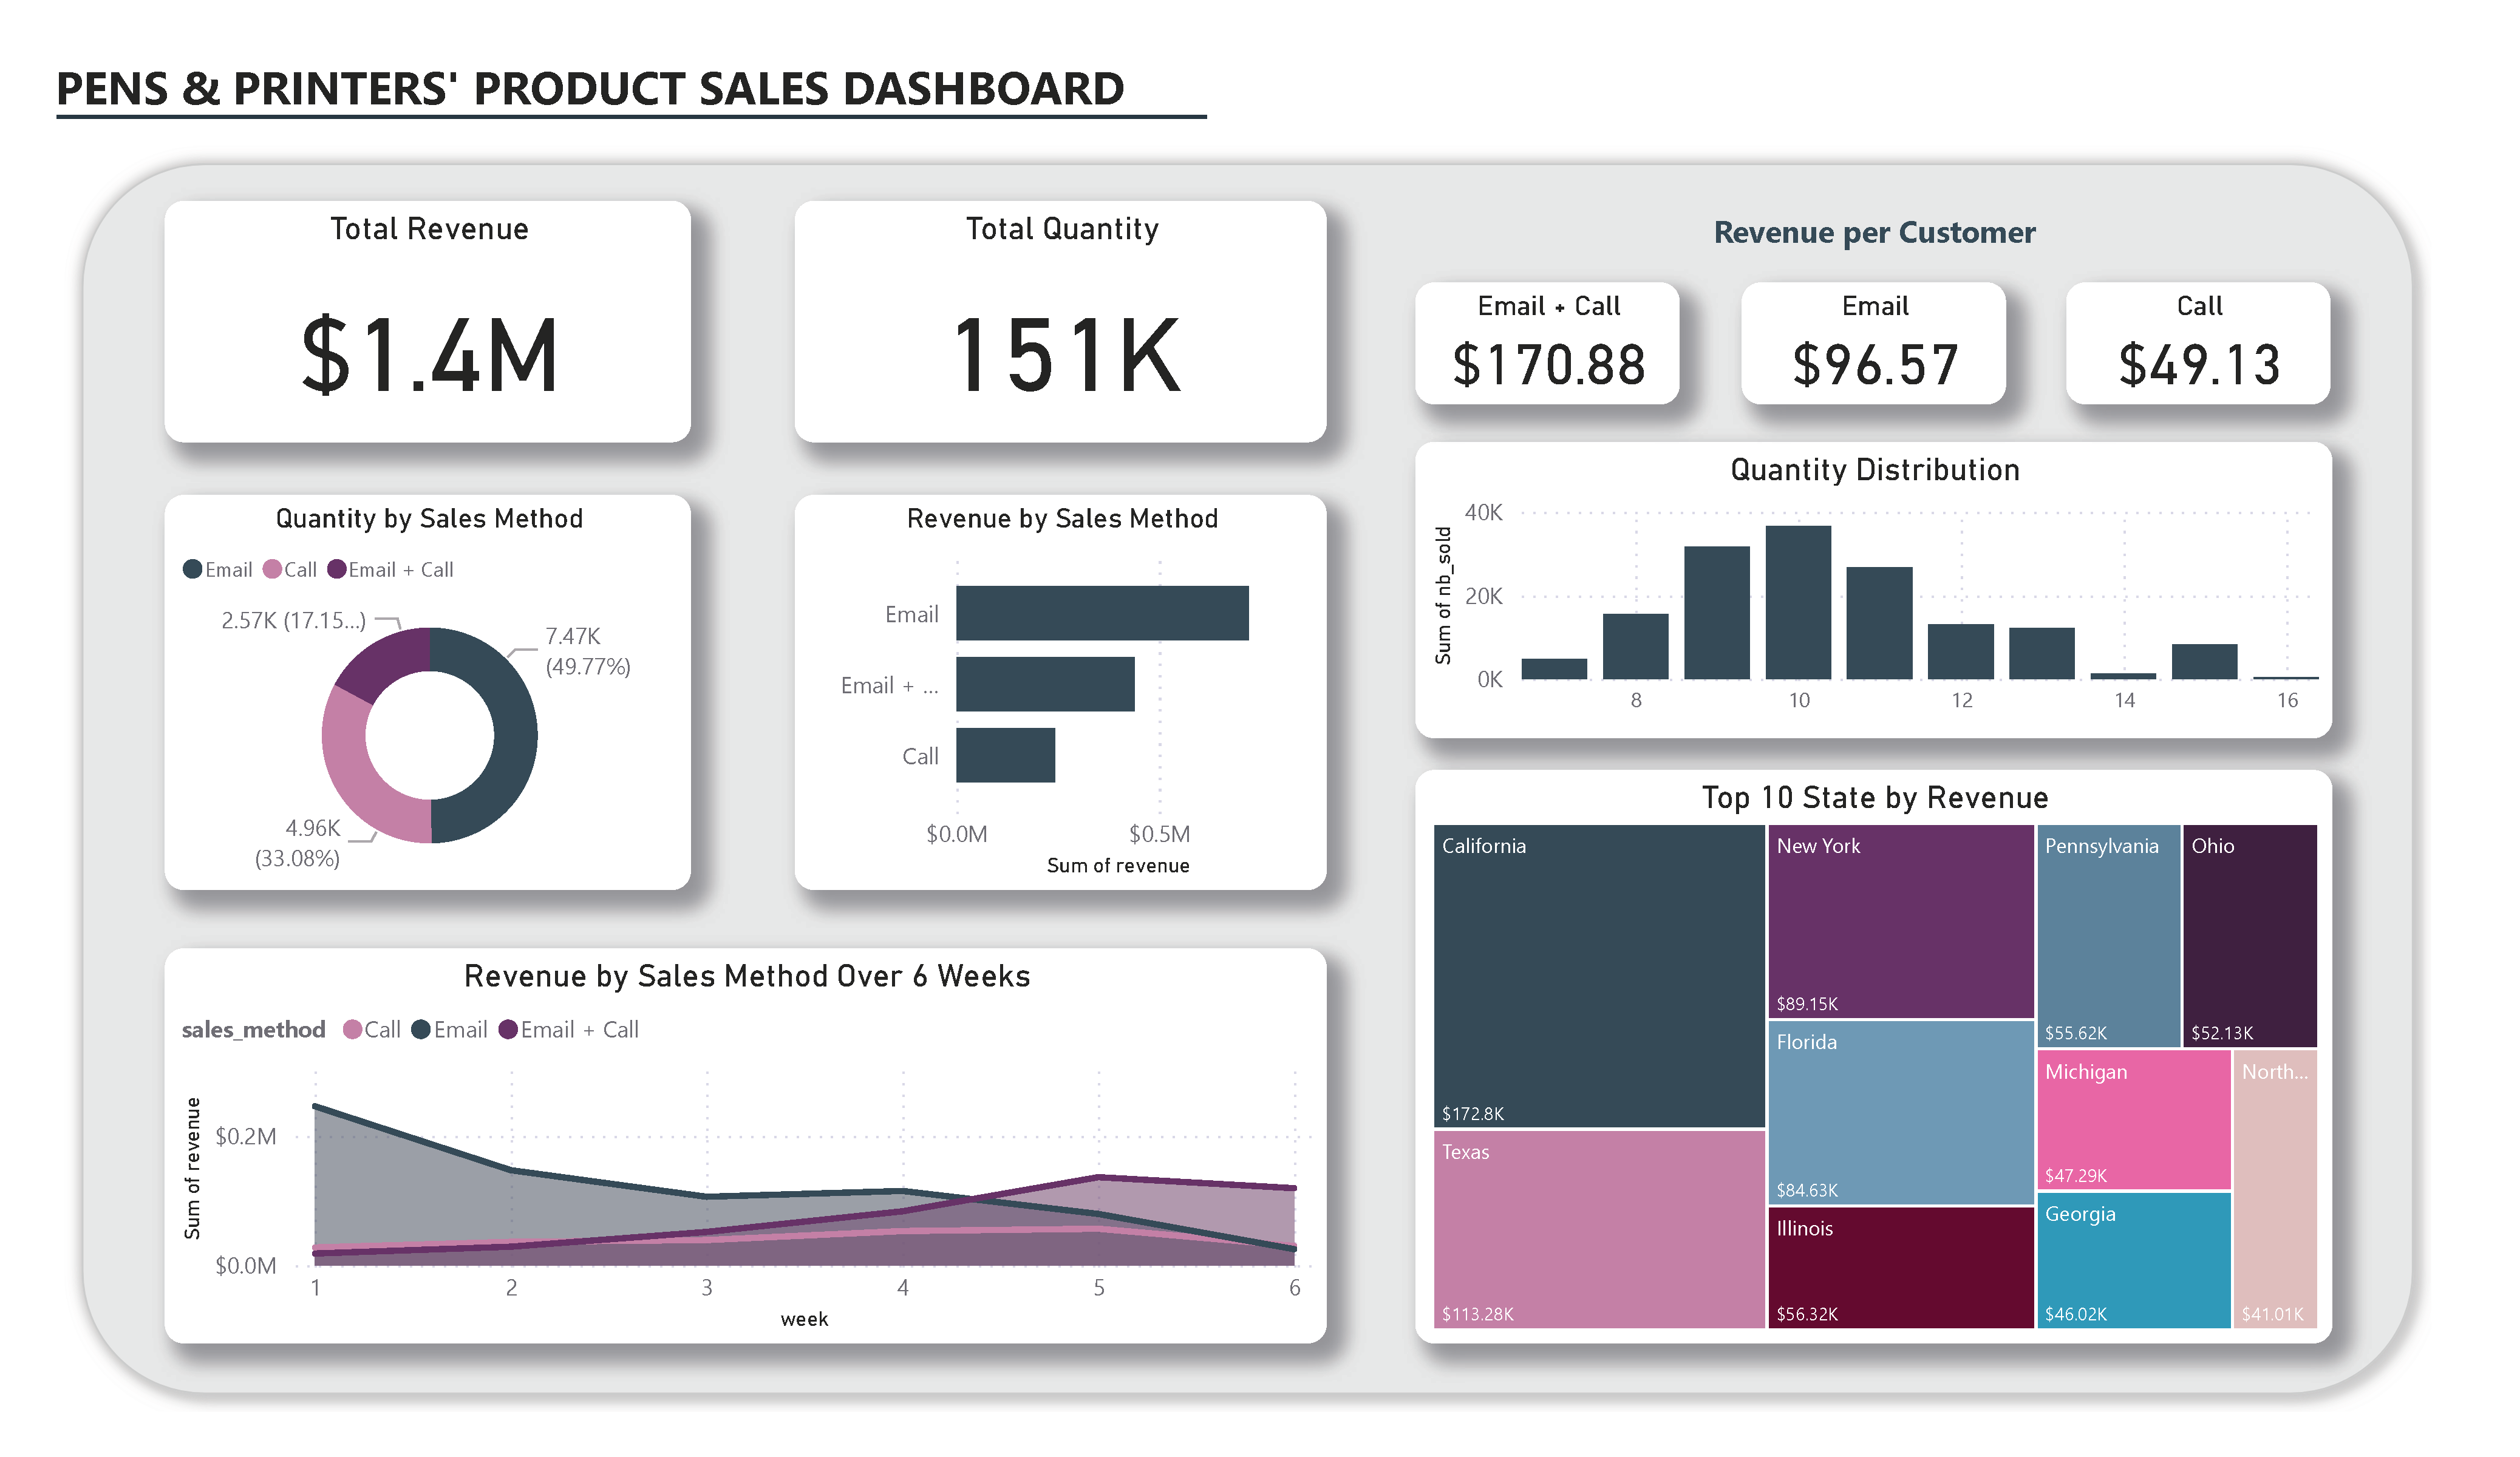 PENS & PRINTERS' PRODUCT SALES DASHBOARD
Total Revenue
$1.4M
Total Quantity
151K
Revenue per Customer
Email + Call
$170.88
Email
$96.57
Call
$49.13
Quantity by Sales Method
Email Call Email + Call
2.57K (17.15...)
7.47K
(49.77%)
4.96K
(33.08%)
Revenue by Sales Method
Email
Email + ...
Call
$0.0M $0.5M
Sum of revenue
Quantity Distribution
Sum of nb_sold
40K
20K
0K
8 10 12 14 16
Revenue by Sales Method Over 6 Weeks
sales_method Call Email Email + Call
Sum of revenue
$0.2M
$0.0M
1 2 3 4 5 6
week
Top 10 State by Revenue
California
$172.8K
Texas
$113.28K
New York
$89.15K
Florida
$84.63K
Illinois
$56.32K
Pennsylvania
$55.62K
Ohio
$52.13K
Michigan
$47.29K
Georgia
$46.02K
North...
$41.01K